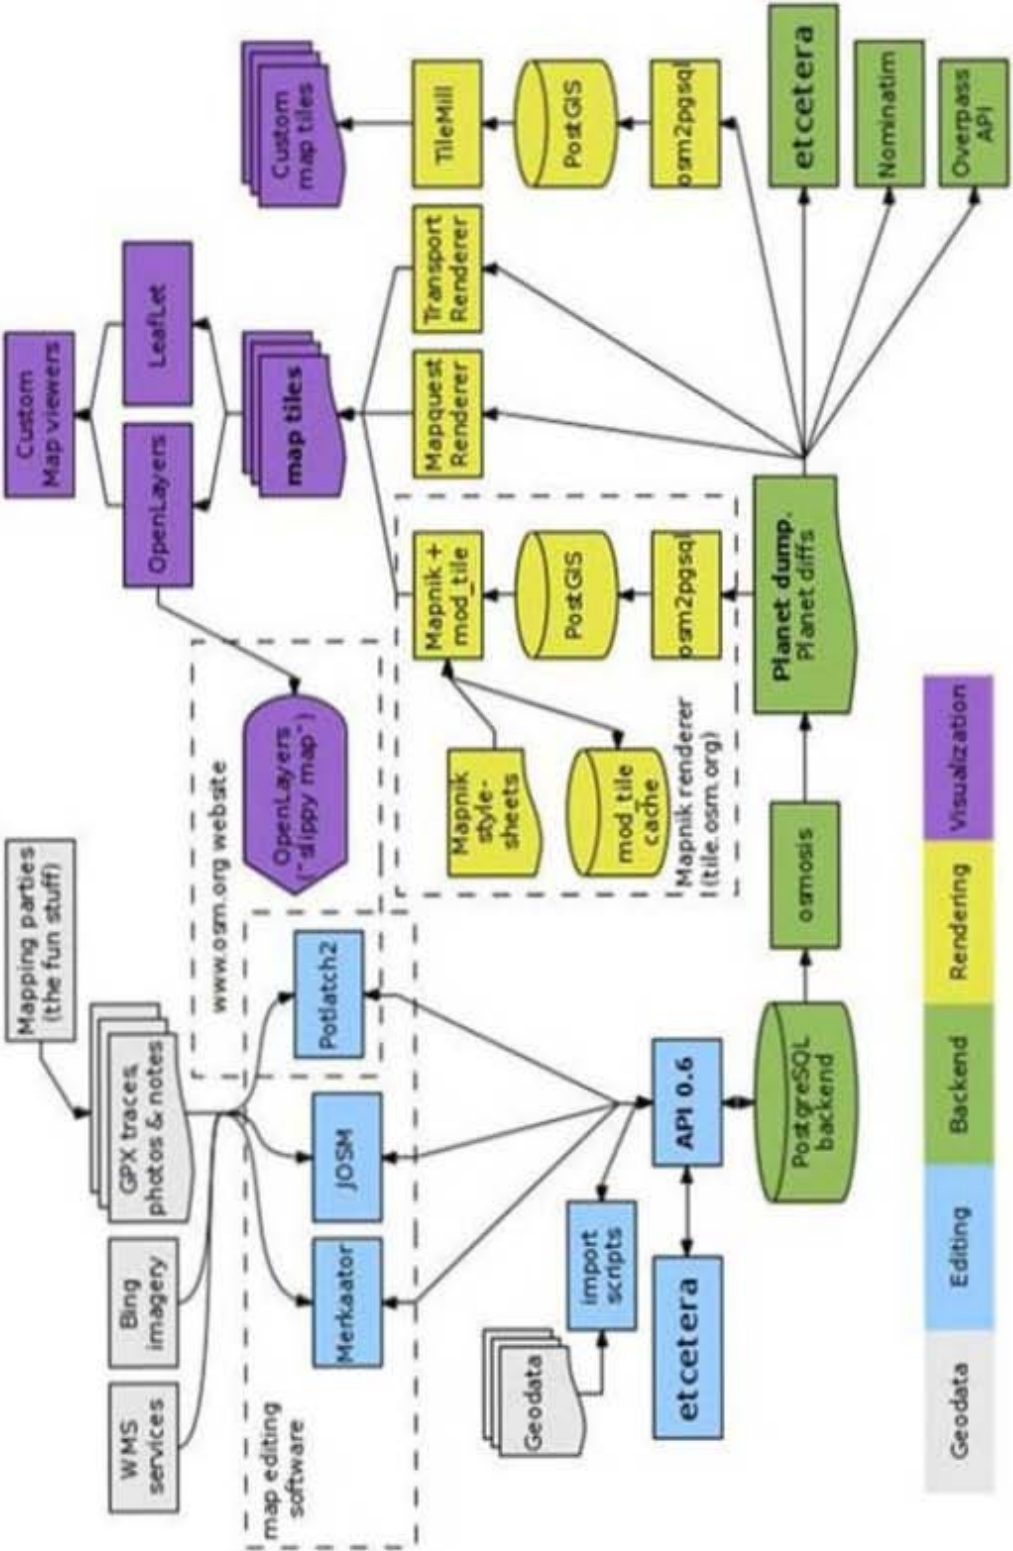 Mapping parties
(the fun stuff)
WMS
services
Bing
imagery
GPX traces,
photos & notes
map editing
software
Merkaator
JOSM
Potlatch2
www.osm.org website
OpenLayers
("slippy map")
OpenLayers
LeafLet
Custom
Map viewers
map tiles
Custom
map tiles
Geodata
import
scripts
etcetera
API 0.6
Mapnik
style-
sheets
mod_tile
cache
Mapnik renderer
(tile.osm.org)
Mapnik +
mod_tile
PostGIS
osm2pgsql
Mapquest
Renderer
Transport
Renderer
TileMill
PostGIS
osm2pgsql
PostgreSQL
backend
osmosis
Planet dump,
Planet diffs
etcetera
Nominatim
Overpass
API
Geodata
Editing
Backend
Rendering
Visualization